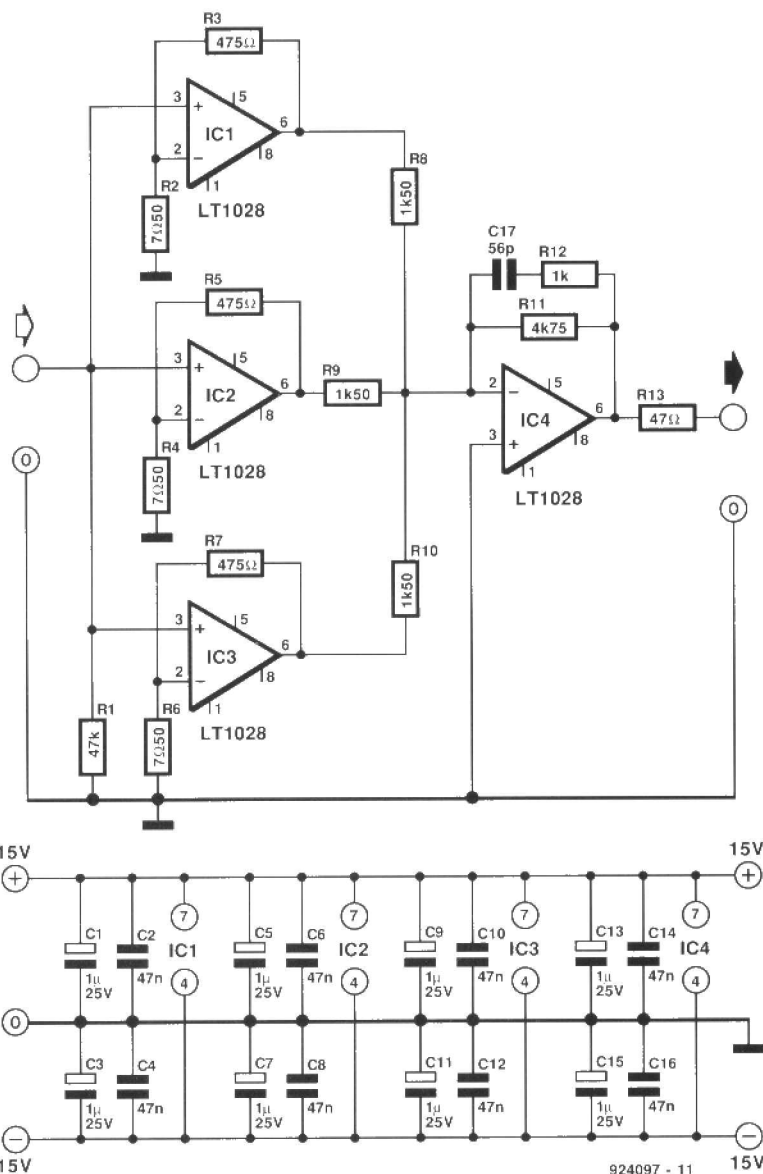 R3
475Ω
3
+
5
IC1
6
2
−
8
R2
1
LT1028
7Ω50
R8
1k50
C17
56p
R12
1k
R11
4k75
R5
475Ω
3
+
5
IC2
6
R9
1k50
2
−
8
R4
1
LT1028
7Ω50
2
−
5
IC4
6
R13
47Ω
3
+
8
1
LT1028
0
0
R7
475Ω
R10
1k50
3
+
5
IC3
6
2
−
8
R1
47k
R6
1
LT1028
7Ω50
15V
15V
+
+
7
7
7
7
C1
C2
IC1
C5
C6
IC2
C9
C10
IC3
C13
C14
IC4
1µ
25V
47n
4
1µ
25V
47n
4
1µ
25V
47n
4
1µ
25V
47n
4
0
C3
C4
C7
C8
C11
C12
C15
C16
1µ
25V
47n
1µ
25V
47n
1µ
25V
47n
1µ
25V
47n
−
−
15V
924097 - 11
15V